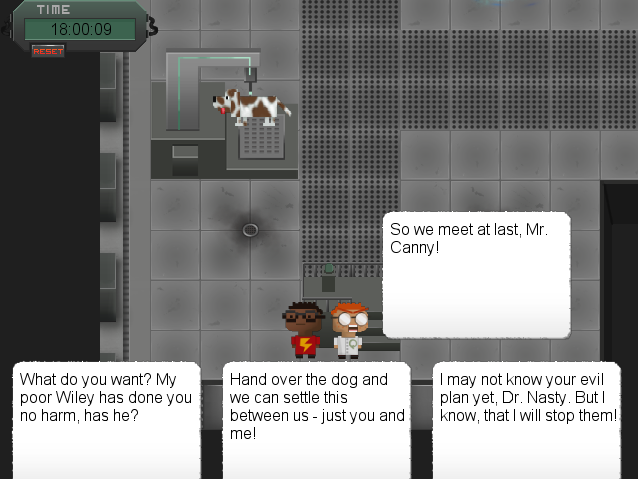 TIME
18:00:09
RESET
So we meet at last, Mr.
Canny!
What do you want? My
poor Wiley has done you
no harm, has he?
Hand over the dog and
we can settle this
between us - just you and
me!
I may not know your evil
plan yet, Dr. Nasty. But I
know, that I will stop them!